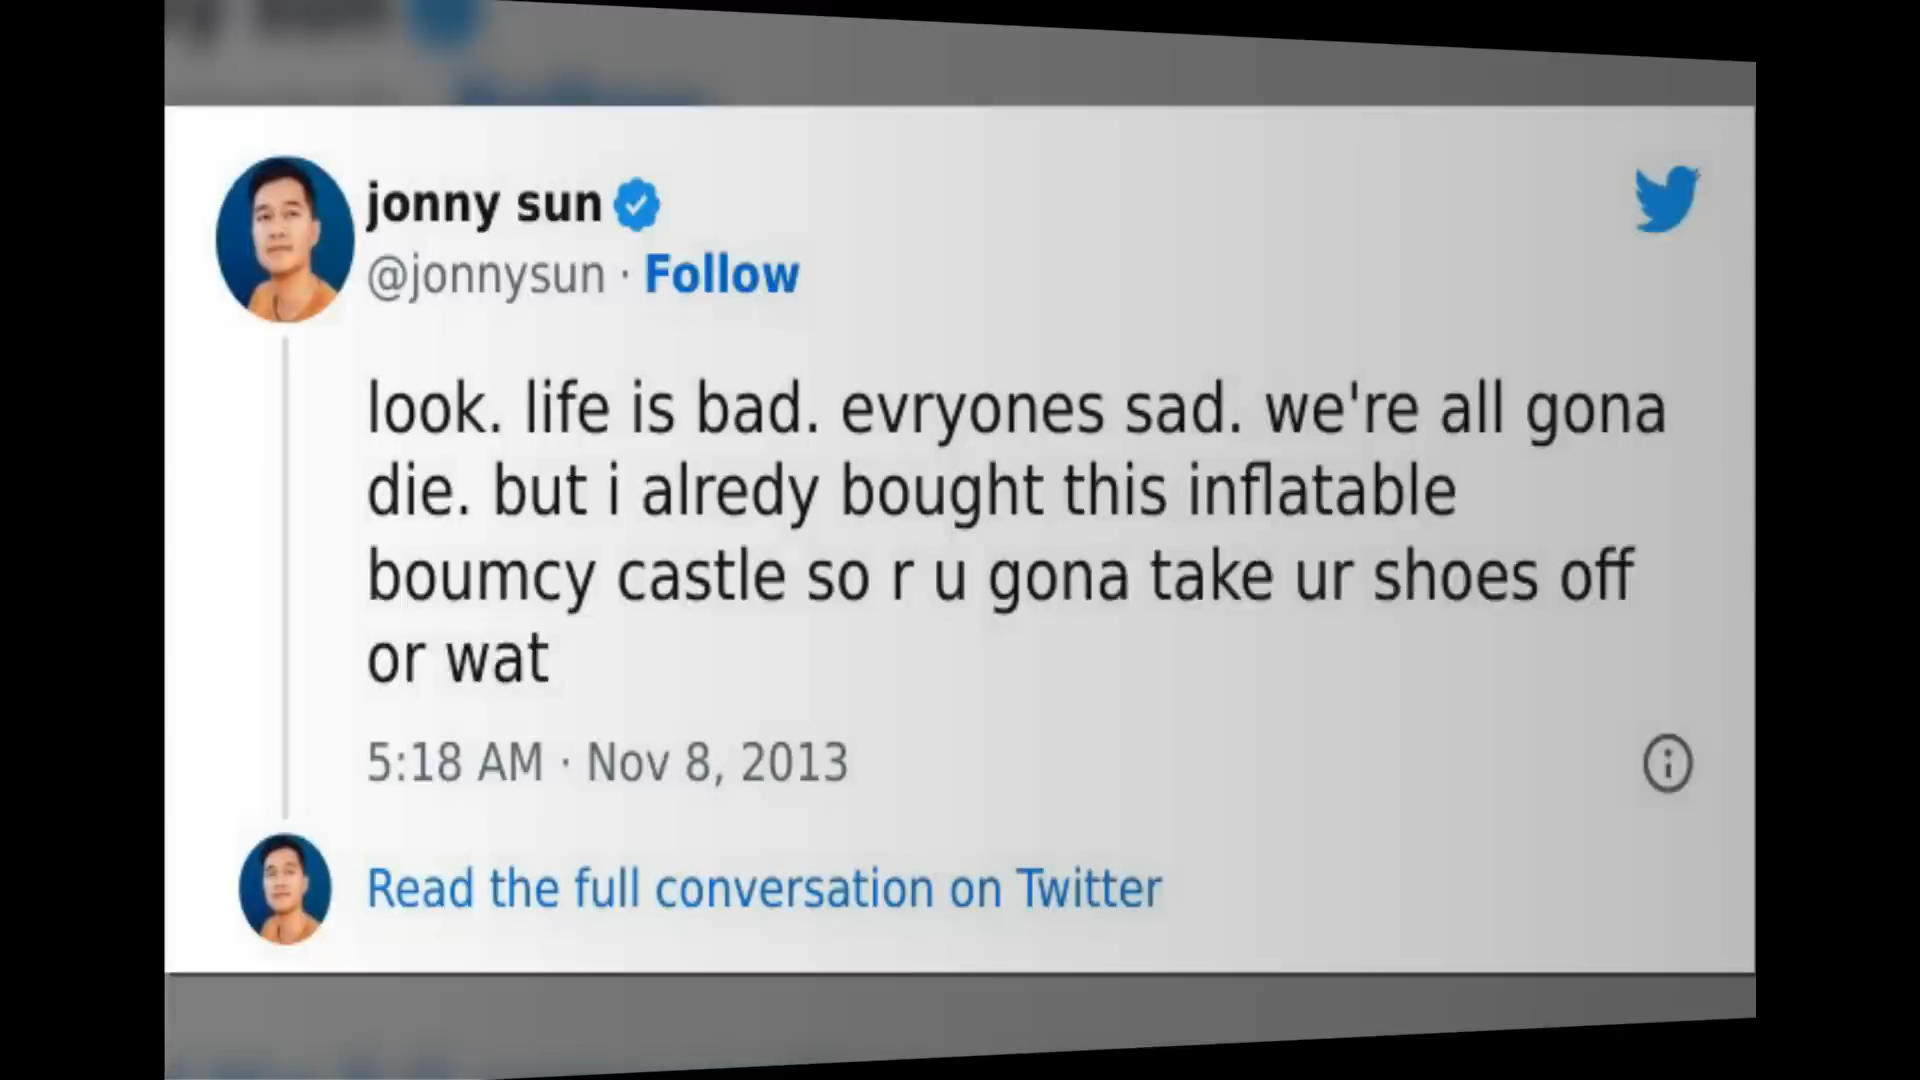 jonny sun
@jonnysun · Follow
look. life is bad. evryones sad. we're all gona
die. but i alredy bought this inflatable
boumcy castle so r u gona take ur shoes off
or wat
5:18 AM · Nov 8, 2013
Read the full conversation on Twitter